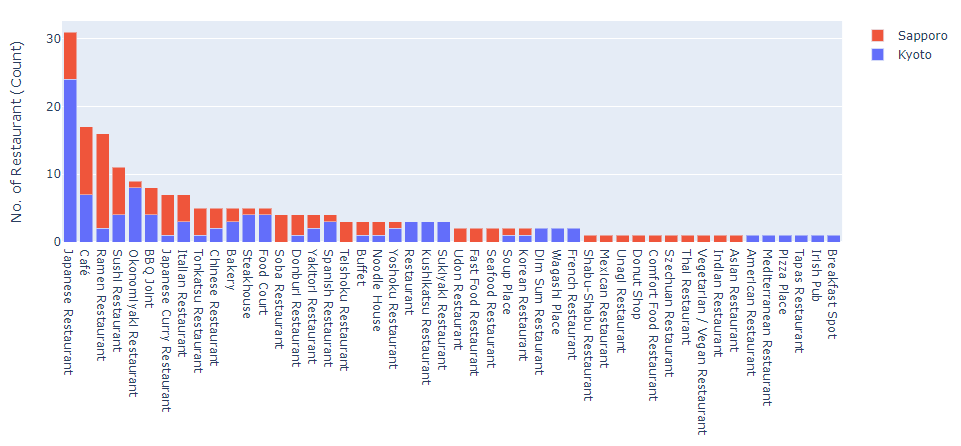 Sapporo
Kyoto
No. of Restaurant (Count)
30
20
10
0
Japanese Restaurant
Café
Ramen Restaurant
Sushi Restaurant
Okonomiyaki Restaurant
BBQ Joint
Japanese Curry Restaurant
Italian Restaurant
Tonkatsu Restaurant
Chinese Restaurant
Bakery
Steakhouse
Food Court
Soba Restaurant
Donburi Restaurant
Yakitori Restaurant
Spanish Restaurant
Teishoku Restaurant
Buffet
Noodle House
Yoshoku Restaurant
Restaurant
Kushikatsu Restaurant
Sukiyaki Restaurant
Udon Restaurant
Fast Food Restaurant
Seafood Restaurant
Soup Place
Korean Restaurant
Dim Sum Restaurant
Wagashi Place
French Restaurant
Shabu-Shabu Restaurant
Mexican Restaurant
Unagi Restaurant
Donut Shop
Comfort Food Restaurant
Szechuan Restaurant
Thai Restaurant
Vegetarian / Vegan Restaurant
Indian Restaurant
Asian Restaurant
American Restaurant
Mediterranean Restaurant
Pizza Place
Tapas Restaurant
Irish Pub
Breakfast Spot